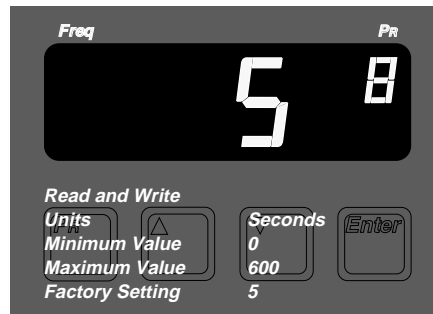 Freq PR
5 8
Read and Write
Units Seconds
PR Enter
Minimum Value 0
Maximum Value 600
Factory Setting 5